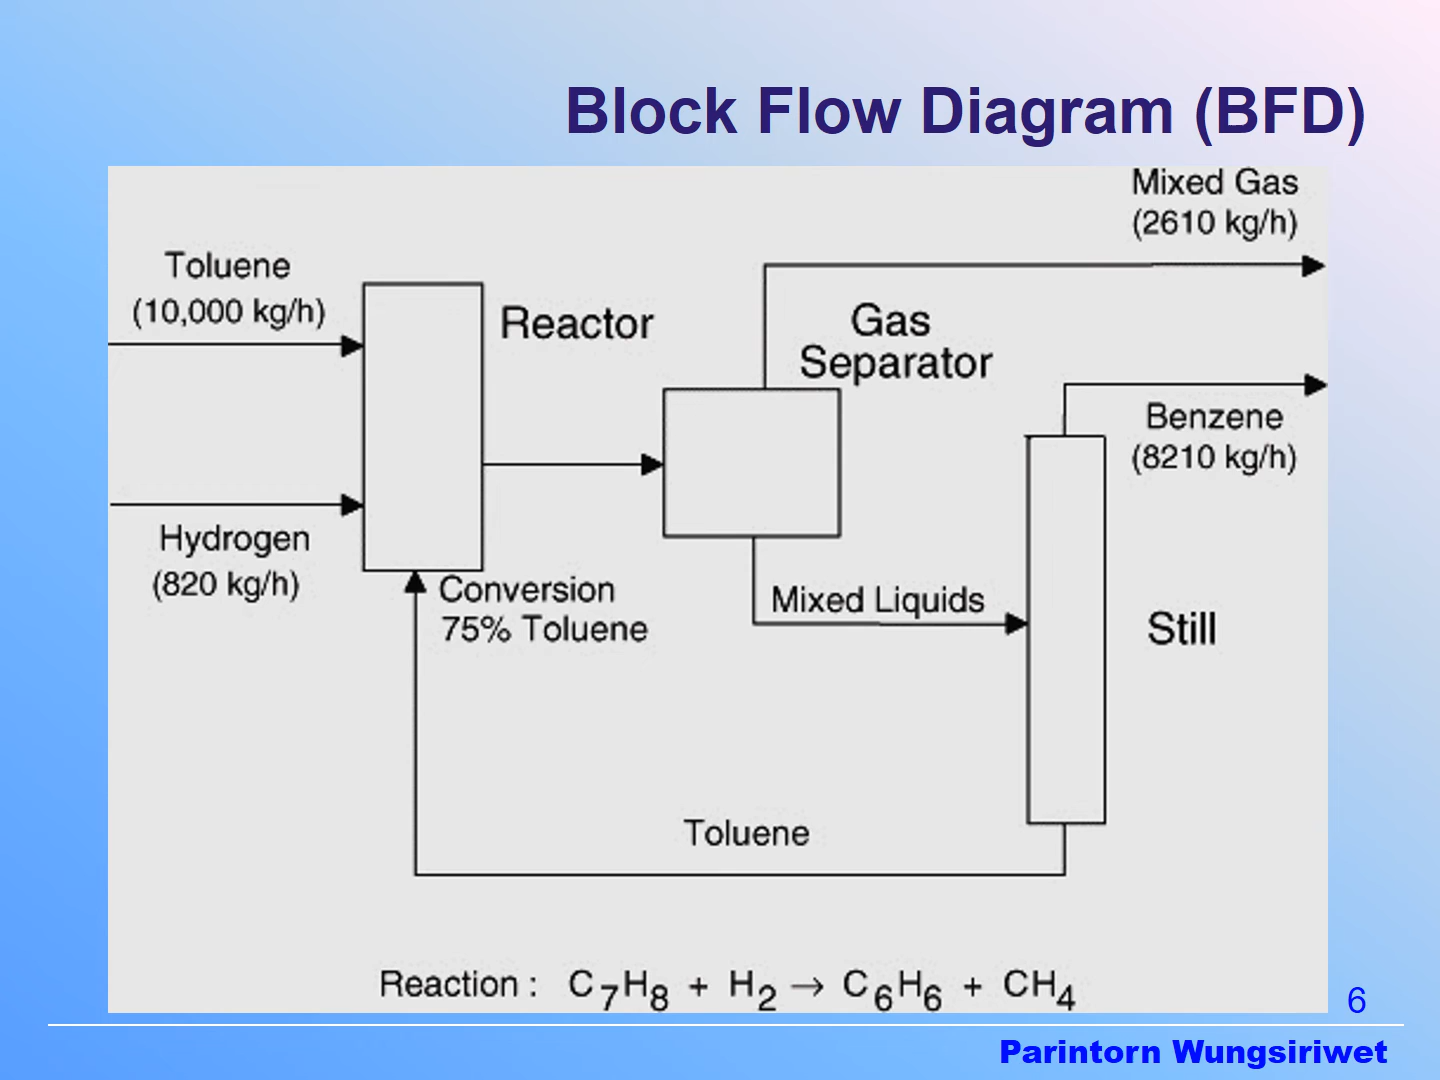 Block Flow Diagram (BFD)
Mixed Gas
(2610 kg/h)
Toluene
(10,000 kg/h)
Reactor
Gas
Separator
Benzene
(8210 kg/h)
Hydrogen
(820 kg/h)
Conversion
75% Toluene
Mixed Liquids
Still
Toluene
Reaction : C7H8 + H2 → C6H6 + CH4
6
Parintorn Wungsiriwet